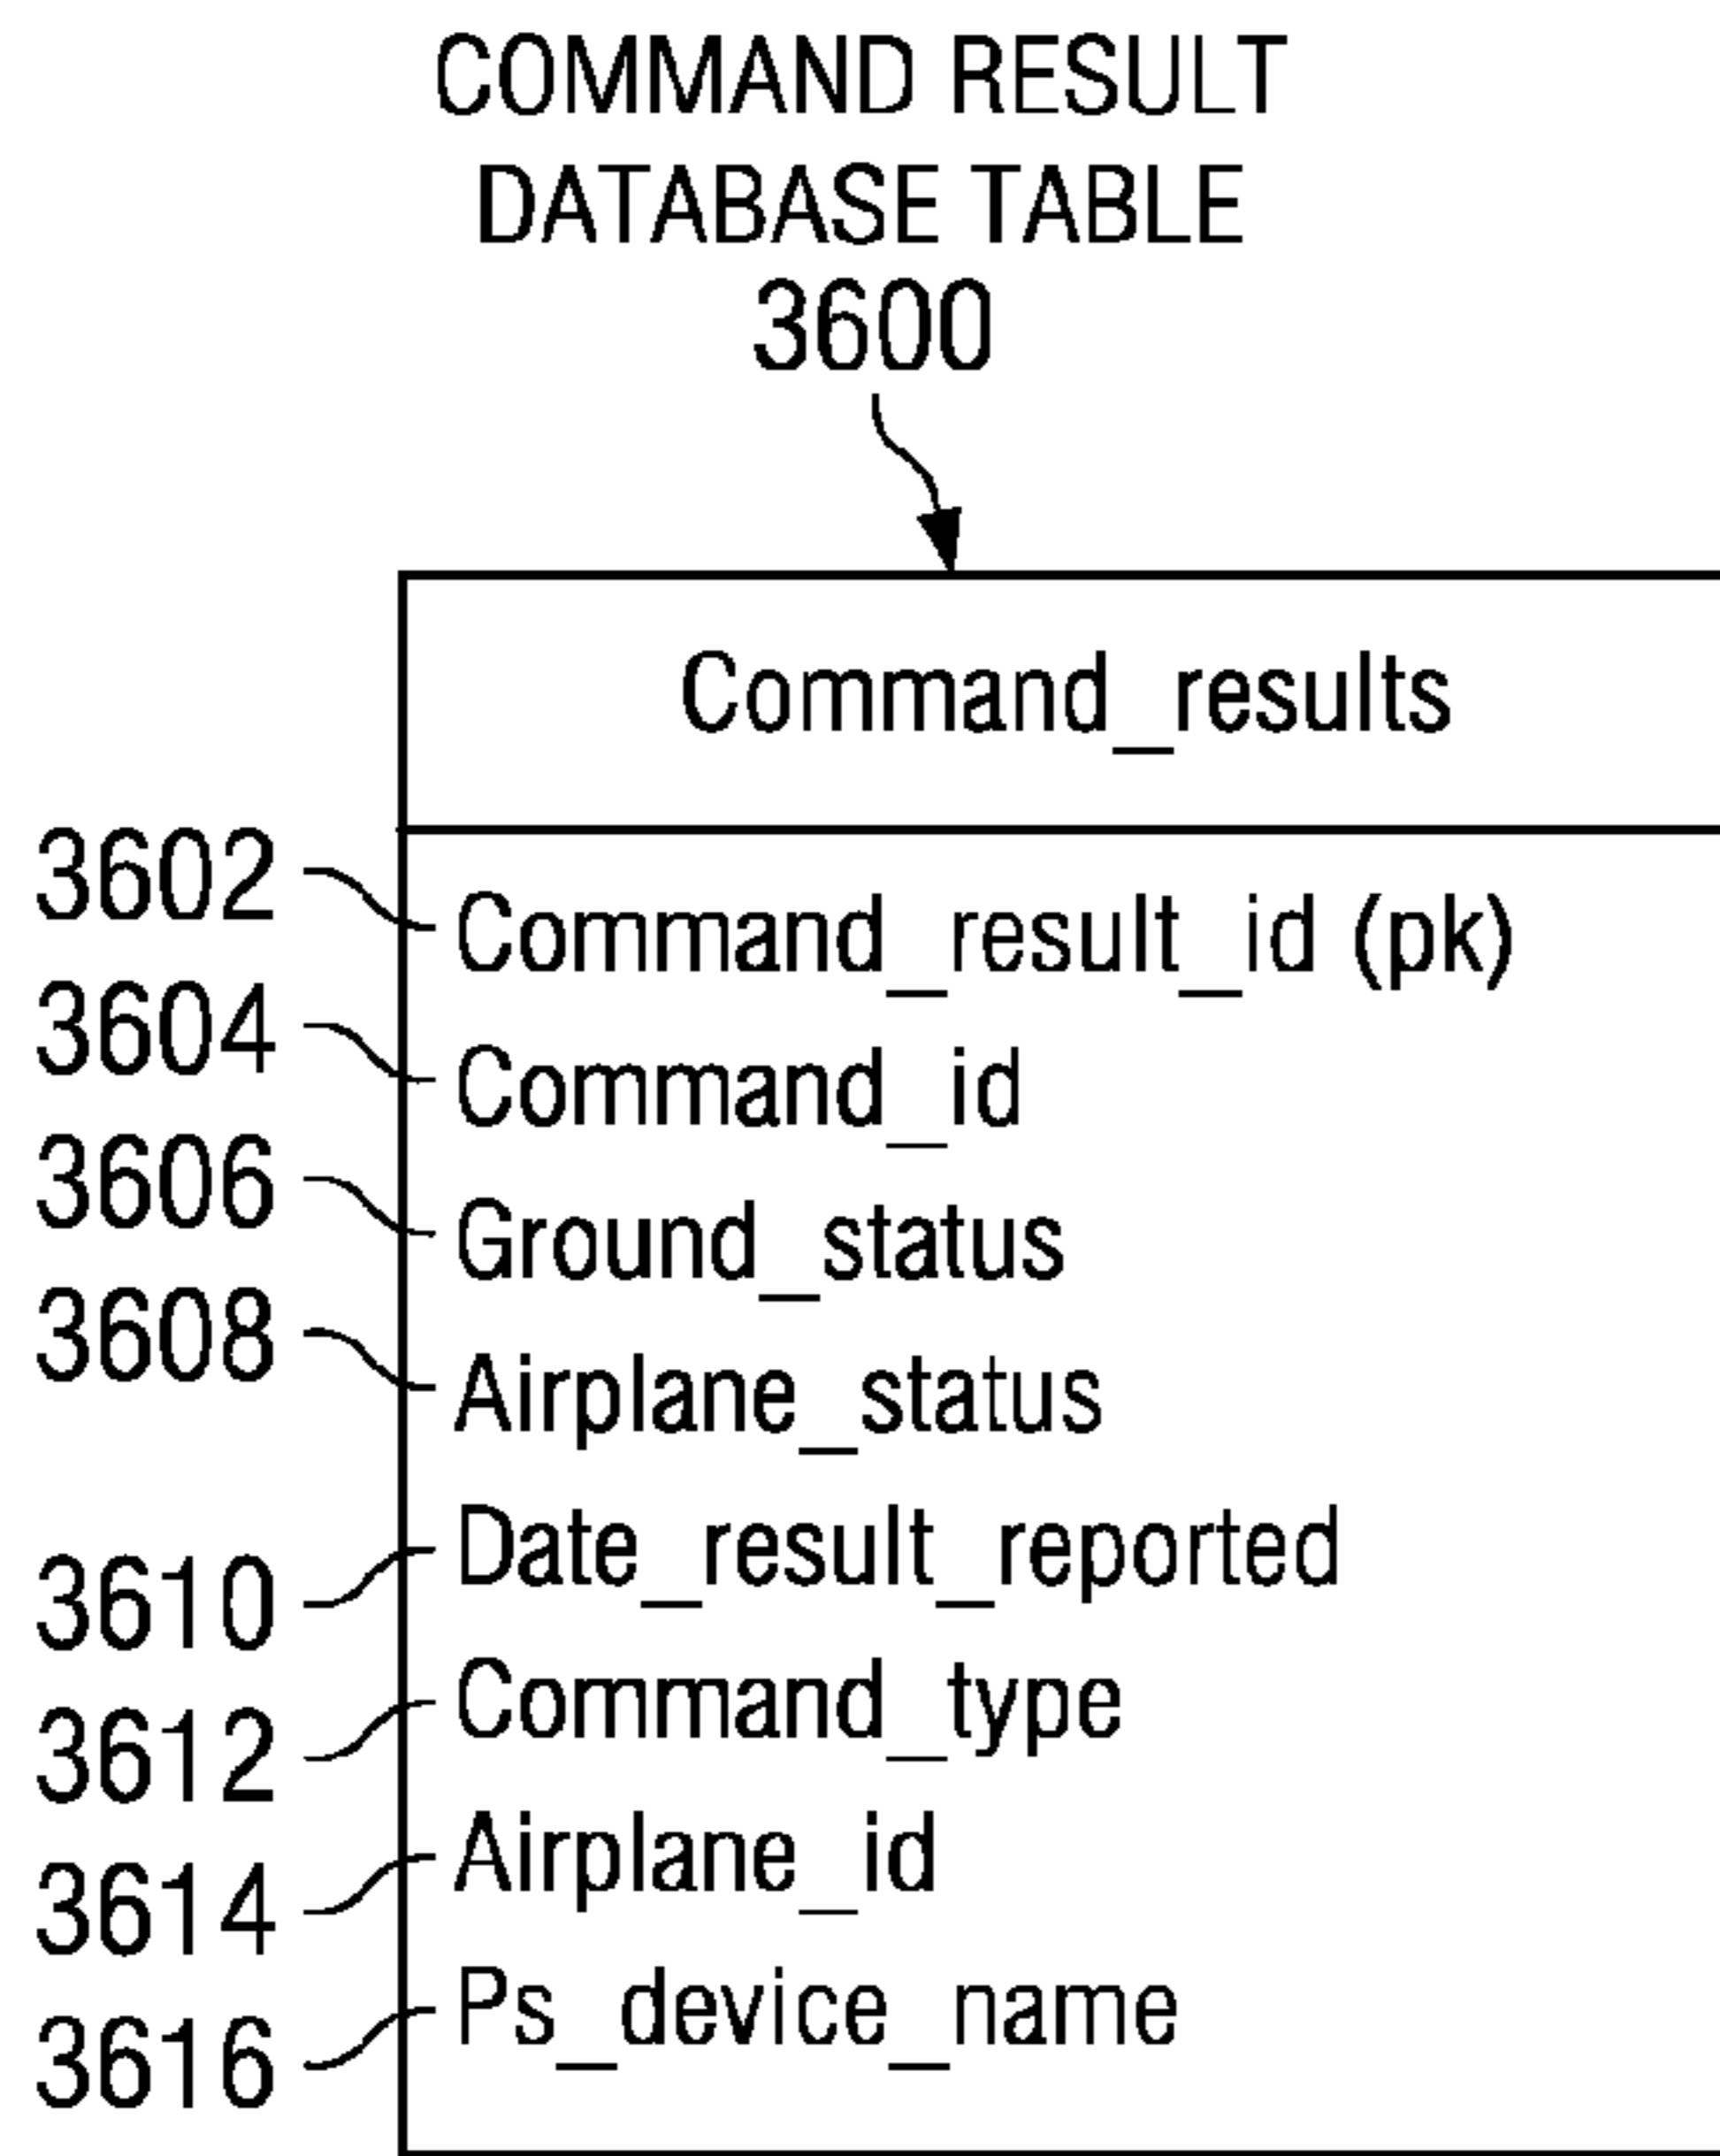 COMMAND RESULT
DATABASE TABLE
3600
Command_results
3602 Command_result_id (pk)
3604 Command_id
3606 Ground_status
3608 Airplane_status
3610 Date_result_reported
3612 Command_type
3614 Airplane_id
3616 Ps_device_name